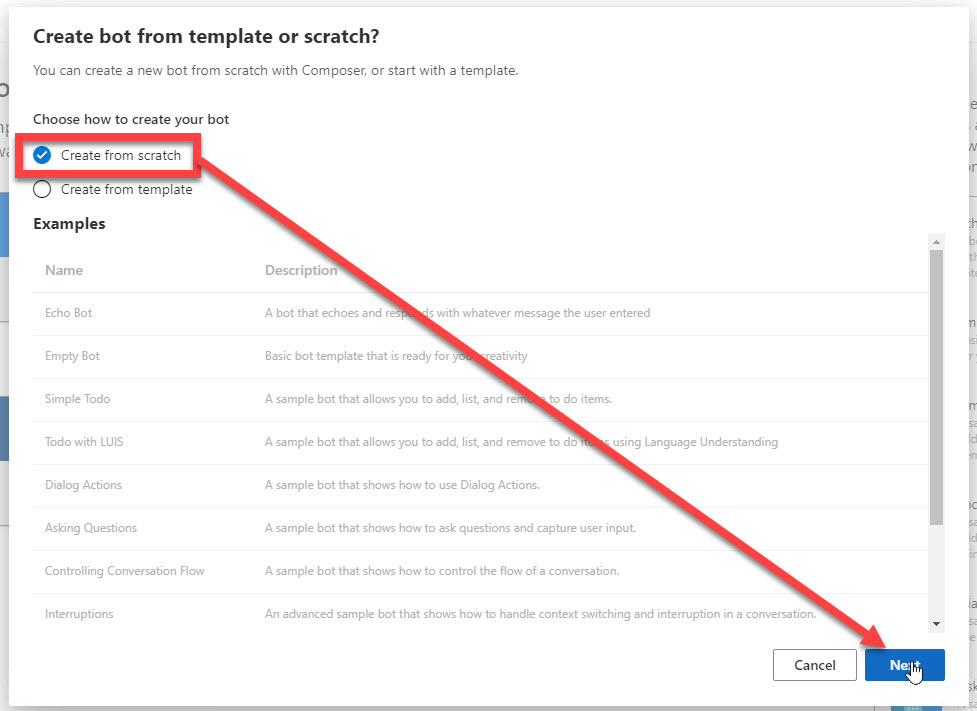 Create bot from template or scratch?
You can create a new bot from scratch with Composer, or start with a template.
Choose how to create your bot
Create from scratch
Create from template
Examples
Name Description
Echo Bot A bot that echoes and responds with whatever message the user entered
Empty Bot Basic bot template that is ready for your creativity
Simple Todo A sample bot that allows you to add, list, and remove to do items.
Todo with LUIS A sample bot that allows you to add, list, and remove to do items using Language Understanding
Dialog Actions A sample bot that shows how to use Dialog Actions.
Asking Questions A sample bot that shows how to ask questions and capture user input.
Controlling Conversation Flow A sample bot that shows how to control the flow of a conversation.
Interruptions An advanced sample bot that shows how to handle context switching and interruption in a conversation.
Cancel Next